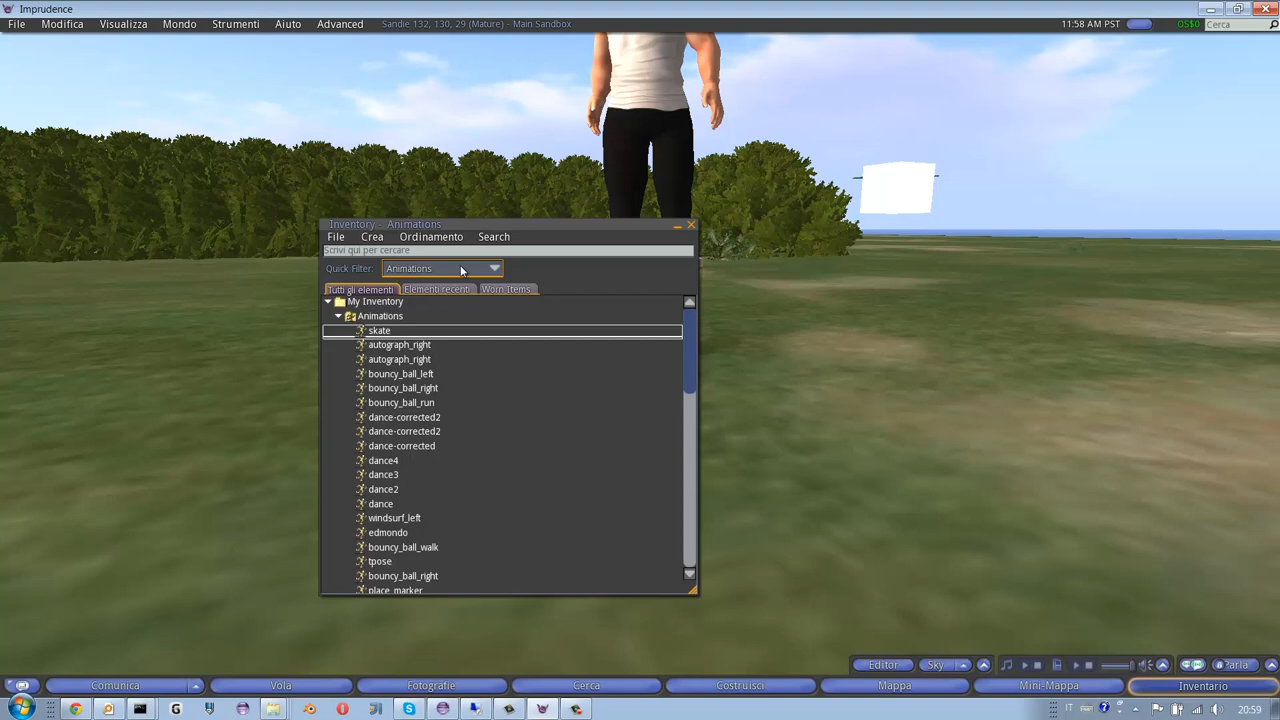 Imprudence
File Modifica Visualizza Mondo Strumenti Aiuto Advanced Sandie 132, 130, 29 (Mature) - Main Sandbox 11:58 AM PST OS$0 Cerca
Inventory - Animations
File Crea Ordinamento Search
Scrivi qui per cercare
Quick Filter: Animations
Tutti gli elementi Elementi recenti Worn Items
My Inventory
Animations
skate
autograph_right
autograph_right
bouncy_ball_left
bouncy_ball_right
bouncy_ball_run
dance-corrected2
dance-corrected2
dance-corrected
dance4
dance3
dance2
dance
windsurf_left
edmondo
bouncy_ball_walk
tpose
bouncy_ball_right
place_marker
Editor Sky Parla
Comunica Vola Fotografie Cerca Costruisci Mappa Mini-Mappa Inventario
IT 20:59